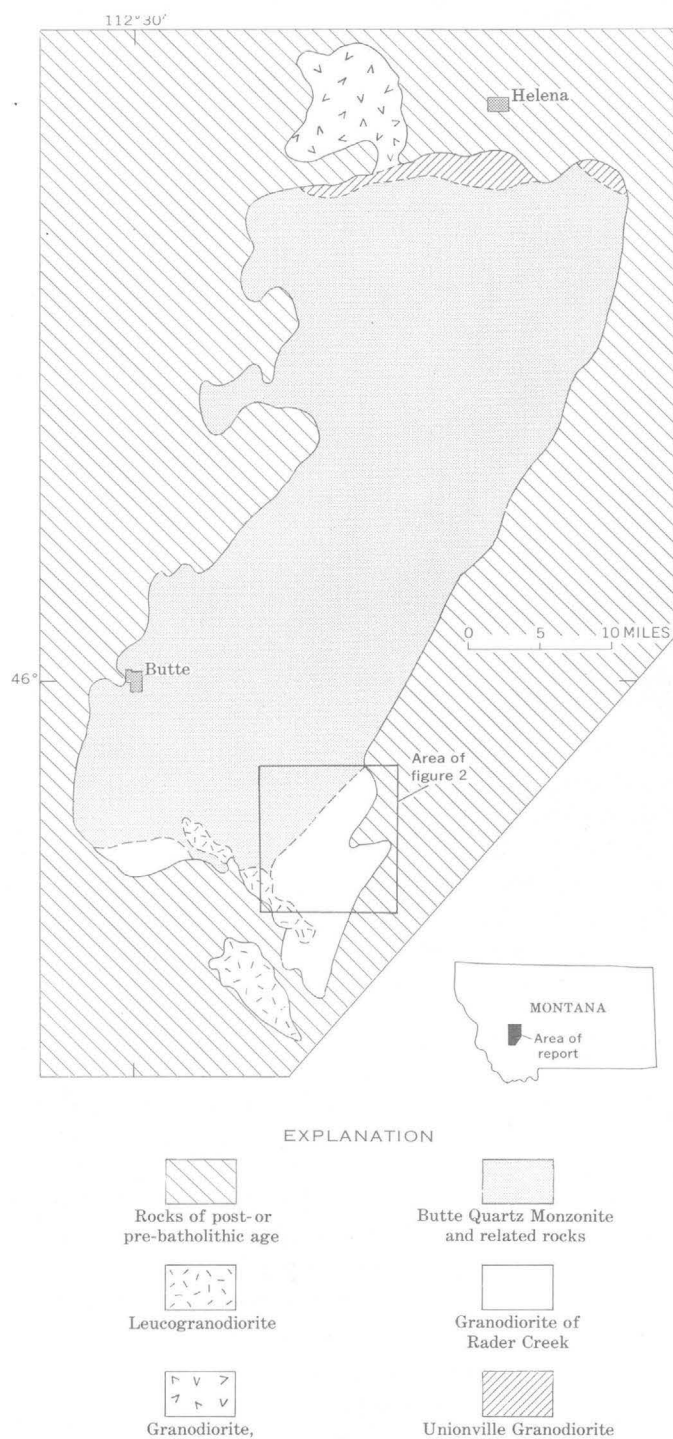 112°30′
Helena
0 5 10 MILES
Butte
46°
Area of
figure 2
MONTANA
Area of
report
EXPLANATION
Rocks of post- or
pre-batholithic age
Butte Quartz Monzonite
and related rocks
Leucogranodiorite
Granodiorite of
Rader Creek
Granodiorite,
Unionville Granodiorite